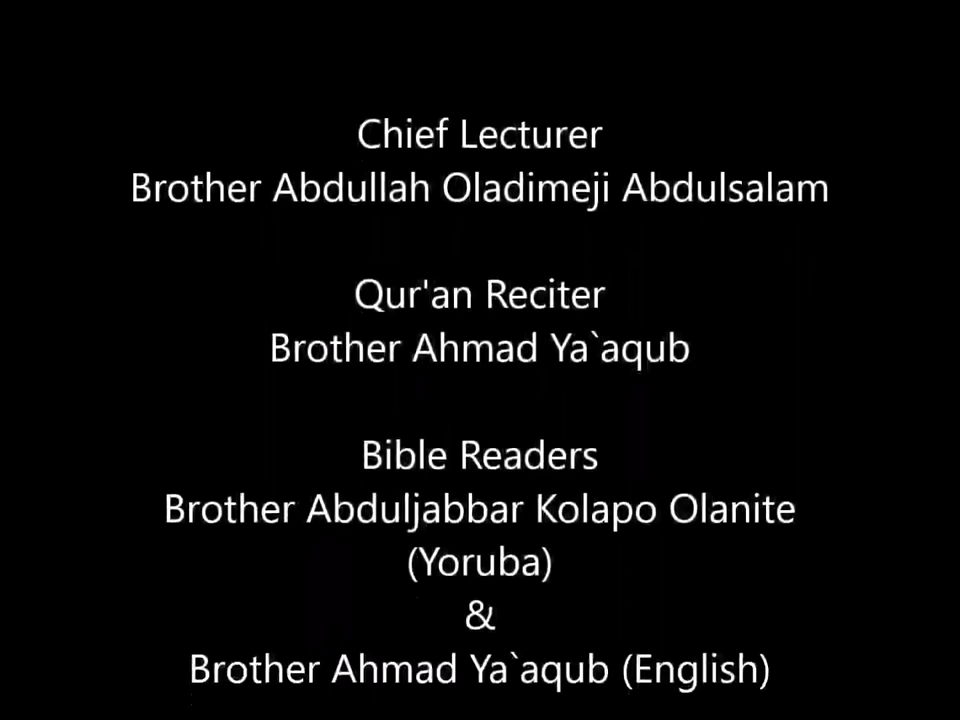 Chief Lecturer
Brother Abdullah Oladimeji Abdulsalam
Qur'an Reciter
Brother Ahmad Ya`aqub
Bible Readers
Brother Abduljabbar Kolapo Olanite
(Yoruba)
&
Brother Ahmad Ya`aqub (English)